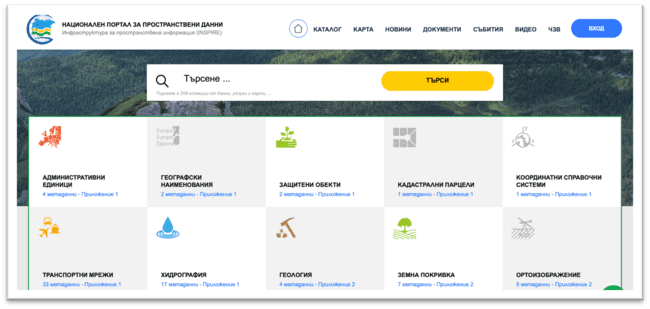 НАЦИОНАЛЕН ПОРТАЛ ЗА ПРОСТРАНСТВЕНИ ДАННИ
Инфраструктура за пространствена информация (INSPIRE)
КАТАЛОГ КАРТА НОВИНИ ДОКУМЕНТИ СЪБИТИЯ ВИДЕО ЧЗВ ВХОД
Търсене ...
ТЪРСИ
Търсете в 208 колекции от данни, услуги и карти, ...
Europe
Europa
АДМИНИСТРАТИВНИ
ЕДИНИЦИ
4 метаданни - Приложение 1
ГЕОГРАФСКИ
НАИМЕНОВАНИЯ
2 метаданни - Приложение 1
ЗАЩИТЕНИ ОБЕКТИ
2 метаданни - Приложение 1
КАДАСТРАЛНИ ПАРЦЕЛИ
1 метаданни - Приложение 1
КООРДИНАТНИ СПРАВОЧНИ
СИСТЕМИ
1 метаданни - Приложение 1
ТРАНСПОРТНИ МРЕЖИ
33 метаданни - Приложение 1
ХИДРОГРАФИЯ
17 метаданни - Приложение 1
ГЕОЛОГИЯ
4 метаданни - Приложение 2
ЗЕМНА ПОКРИВКА
7 метаданни - Приложение 2
ОРТОИЗОБРАЖЕНИЕ
5 метаданни - Приложение 2